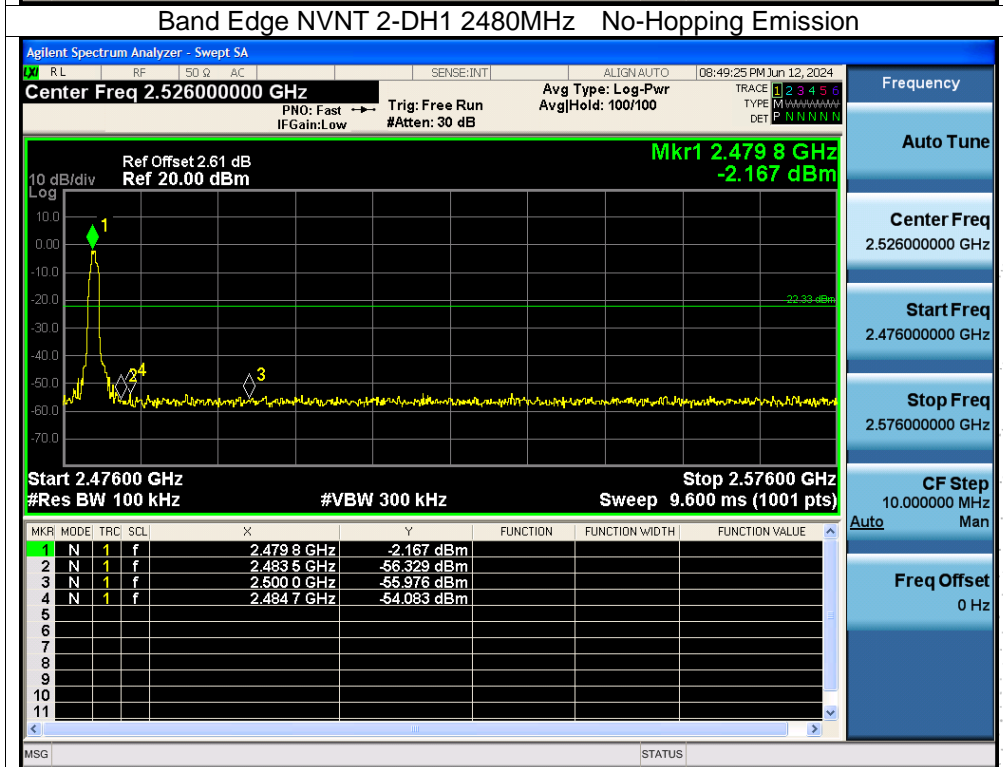 Band Edge NVNT 2-DH1 2480MHz No-Hopping Emission
Agilent Spectrum Analyzer - Swept SA
LXI RL RF 50 Ω AC SENSE:INT ALIGNAUTO 08:49:25 PM Jun 12, 2024
Center Freq 2.526000000 GHz
PNO: Fast
IFGain:Low
Trig: Free Run
#Atten: 30 dB
Avg Type: Log-Pwr
Avg|Hold: 100/100
TRACE 1 2 3 4 5 6
TYPE M WWWWW
DET P N N N N N
Ref Offset 2.61 dB
10 dB/div Ref 20.00 dBm
Log
Mkr1 2.479 8 GHz
-2.167 dBm
10.0
0.00
-10.0
-20.0
-30.0
-40.0
-50.0
-60.0
-70.0
1
-22.33 dBm
2 4
3
Start 2.47600 GHz Stop 2.57600 GHz
#Res BW 100 kHz #VBW 300 kHz Sweep 9.600 ms (1001 pts)
MKR MODE TRC SCL X Y FUNCTION FUNCTION WIDTH FUNCTION VALUE
1 N 1 f 2.479 8 GHz -2.167 dBm
2 N 1 f 2.483 5 GHz -56.329 dBm
3 N 1 f 2.500 0 GHz -55.976 dBm
4 N 1 f 2.484 7 GHz -54.083 dBm
5
6
7
8
9
10
11
MSG STATUS
Frequency
Auto Tune
Center Freq
2.526000000 GHz
Start Freq
2.476000000 GHz
Stop Freq
2.576000000 GHz
CF Step
10.000000 MHz
Auto Man
Freq Offset
0 Hz